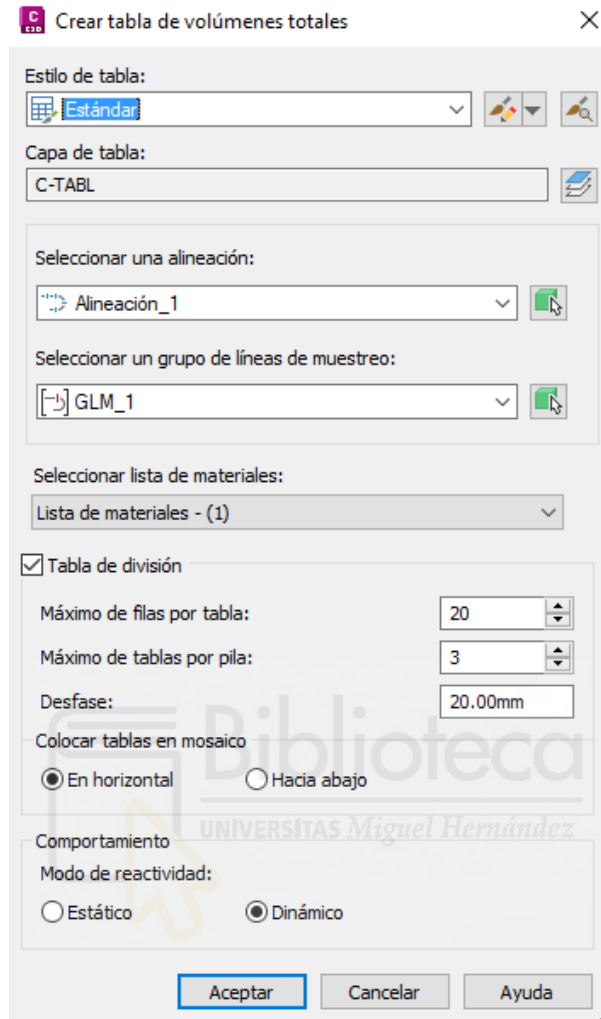 C
C3D
Crear tabla de volúmenes totales
Estilo de tabla:
Estándar
Capa de tabla:
C-TABL
Seleccionar una alineación:
Alineación_1
Seleccionar un grupo de líneas de muestreo:
GLM_1
Seleccionar lista de materiales:
Lista de materiales - (1)
Tabla de división
Máximo de filas por tabla:
20
Máximo de tablas por pila:
3
Desfase:
20.00mm
Biblioteca
Colocar tablas en mosaico
En horizontal
Hacia abajo
UNIVERSITAS Miguel Hernández
Comportamiento
Modo de reactividad:
Estático
Dinámico
Aceptar
Cancelar
Ayuda